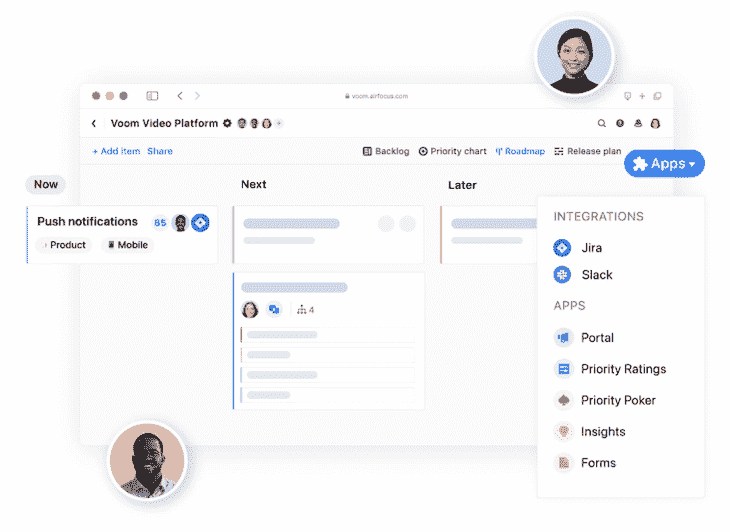 voom.airfocus.com
Voom Video Platform
+ Add item Share
Backlog Priority chart Roadmap Release plan
Apps
Now
Next
Later
Push notifications 85
Product Mobile
4
INTEGRATIONS
Jira
Slack
APPS
Portal
Priority Ratings
Priority Poker
Insights
Forms